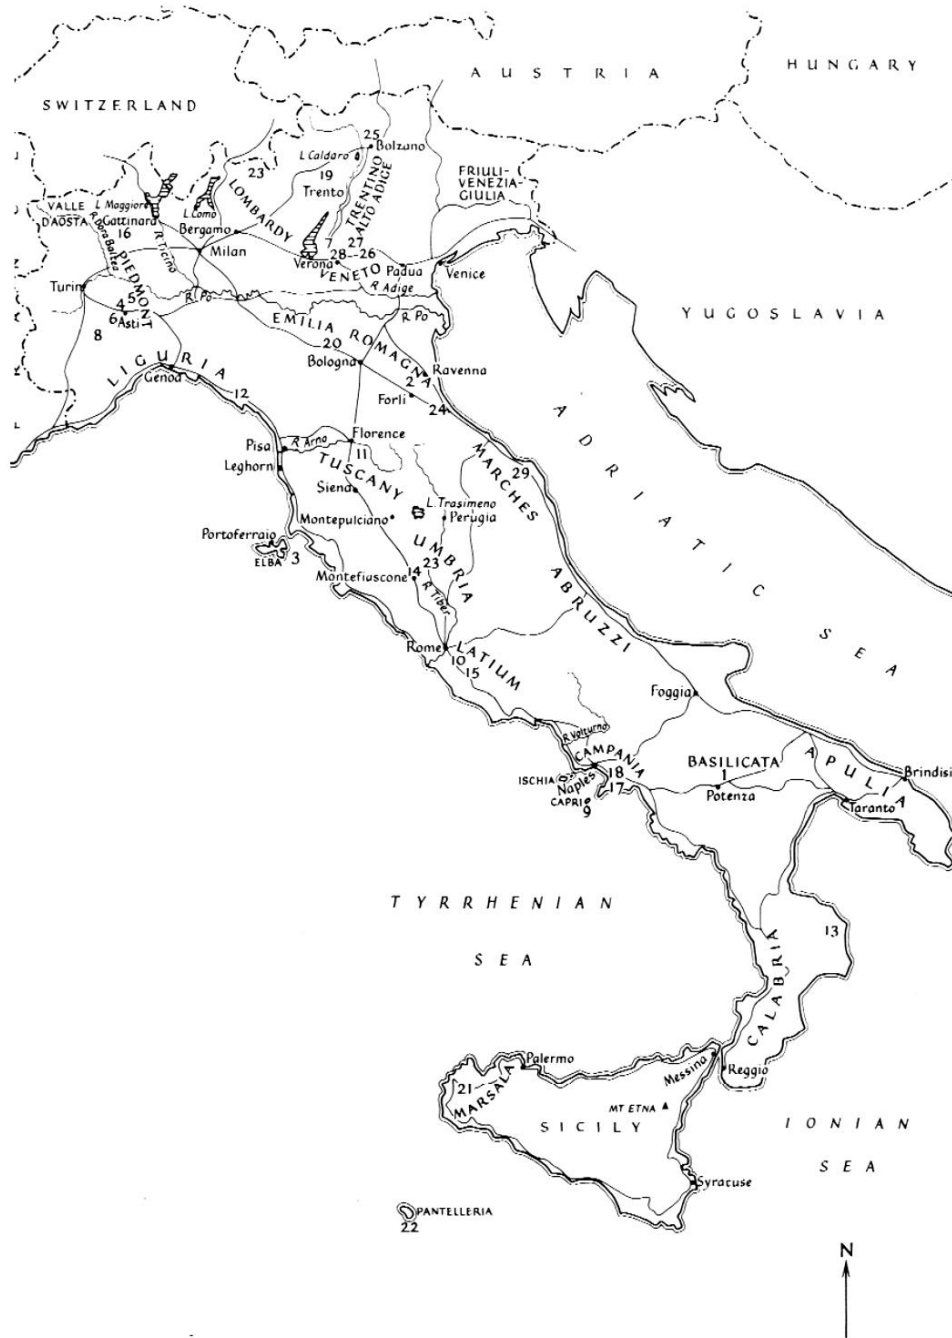 AUSTRIA
HUNGARY
SWITZERLAND
25 Bolzano
L. Caldaro
23
19
Trento
TRENTINO
ALTO ADIGE
FRIULI-
VENEZIA-
GIULIA
LOMBARDY
VALLE
D'AOSTA
L. Maggiore
Gattinara
16
L. Como
Bergamo
R. Dora Baltea
R. Ticino
Milan
7
27
28 26
Verona
VENETO
Padua
Venice
R Adige
Turin
PIEDMONT
5
4
6 Asti
8
R Po
R Po
EMILIA ROMAGNA
20
Bologna
YUGOSLAVIA
LIGURIA
Genoa
12
Ravenna
2
Forli
24
ADRIATIC SEA
Florence
11
Pisa
R Arno
Leghorn
TUSCANY
MARCHES
29
Siena
L. Trasimeno
Perugia
Montepulciano
Portoferraio
ELBA
3
UMBRIA
23
14
Montefiascone
R Tiber
ABRUZZI
Rome
10
LATIUM
15
Foggia
R Volturno
CAMPANIA
ISCHIA
Naples
18
17
CAPRI
9
BASILICATA
1
Potenza
APULIA
Brindisi
Taranto
TYRRHENIAN
SEA
13
CALABRIA
Palermo
Messina
Reggio
21
MARSALA
MT ETNA
SICILY
IONIAN
SEA
Syracuse
PANTELLERIA
22
N